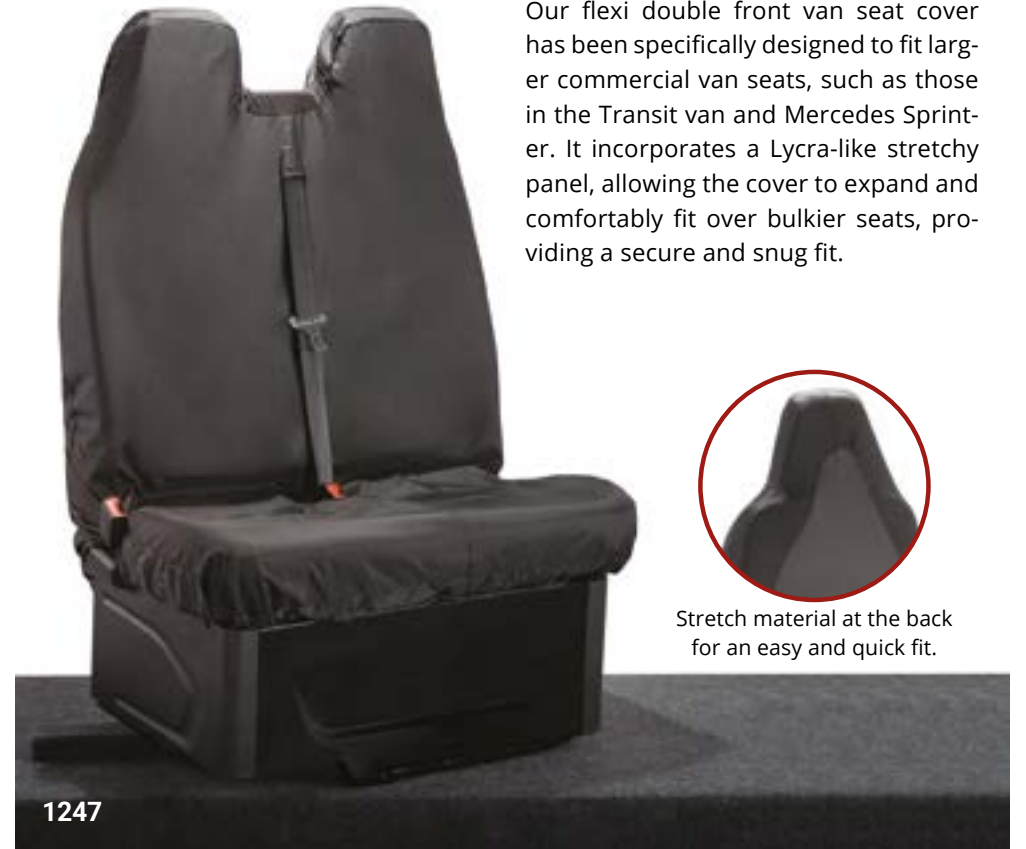 Our flexi double front van seat cover
has been specifically designed to fit larg-
er commercial van seats, such as those
in the Transit van and Mercedes Sprint-
er. It incorporates a Lycra-like stretchy
panel, allowing the cover to expand and
comfortably fit over bulkier seats, pro-
viding a secure and snug fit.
Stretch material at the back
for an easy and quick fit.
1247